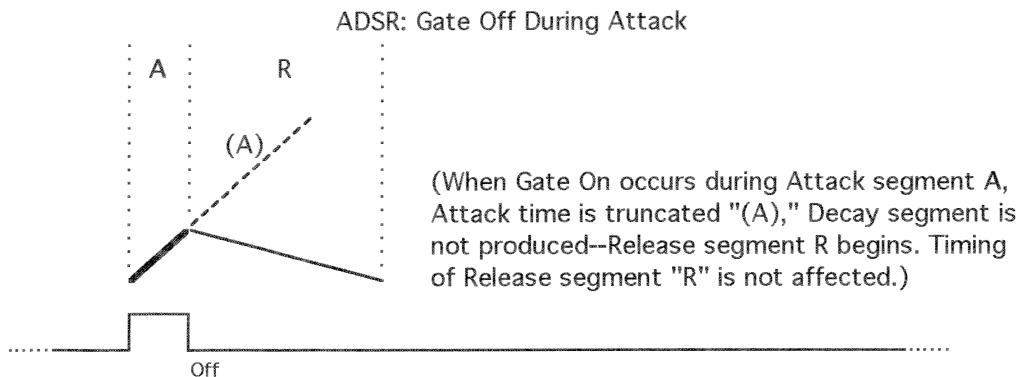 ADSR: Gate Off During Attack
A
R
(A)
(When Gate On occurs during Attack segment A,
Attack time is truncated "(A)," Decay segment is
not produced--Release segment R begins. Timing
of Release segment "R" is not affected.)
Off